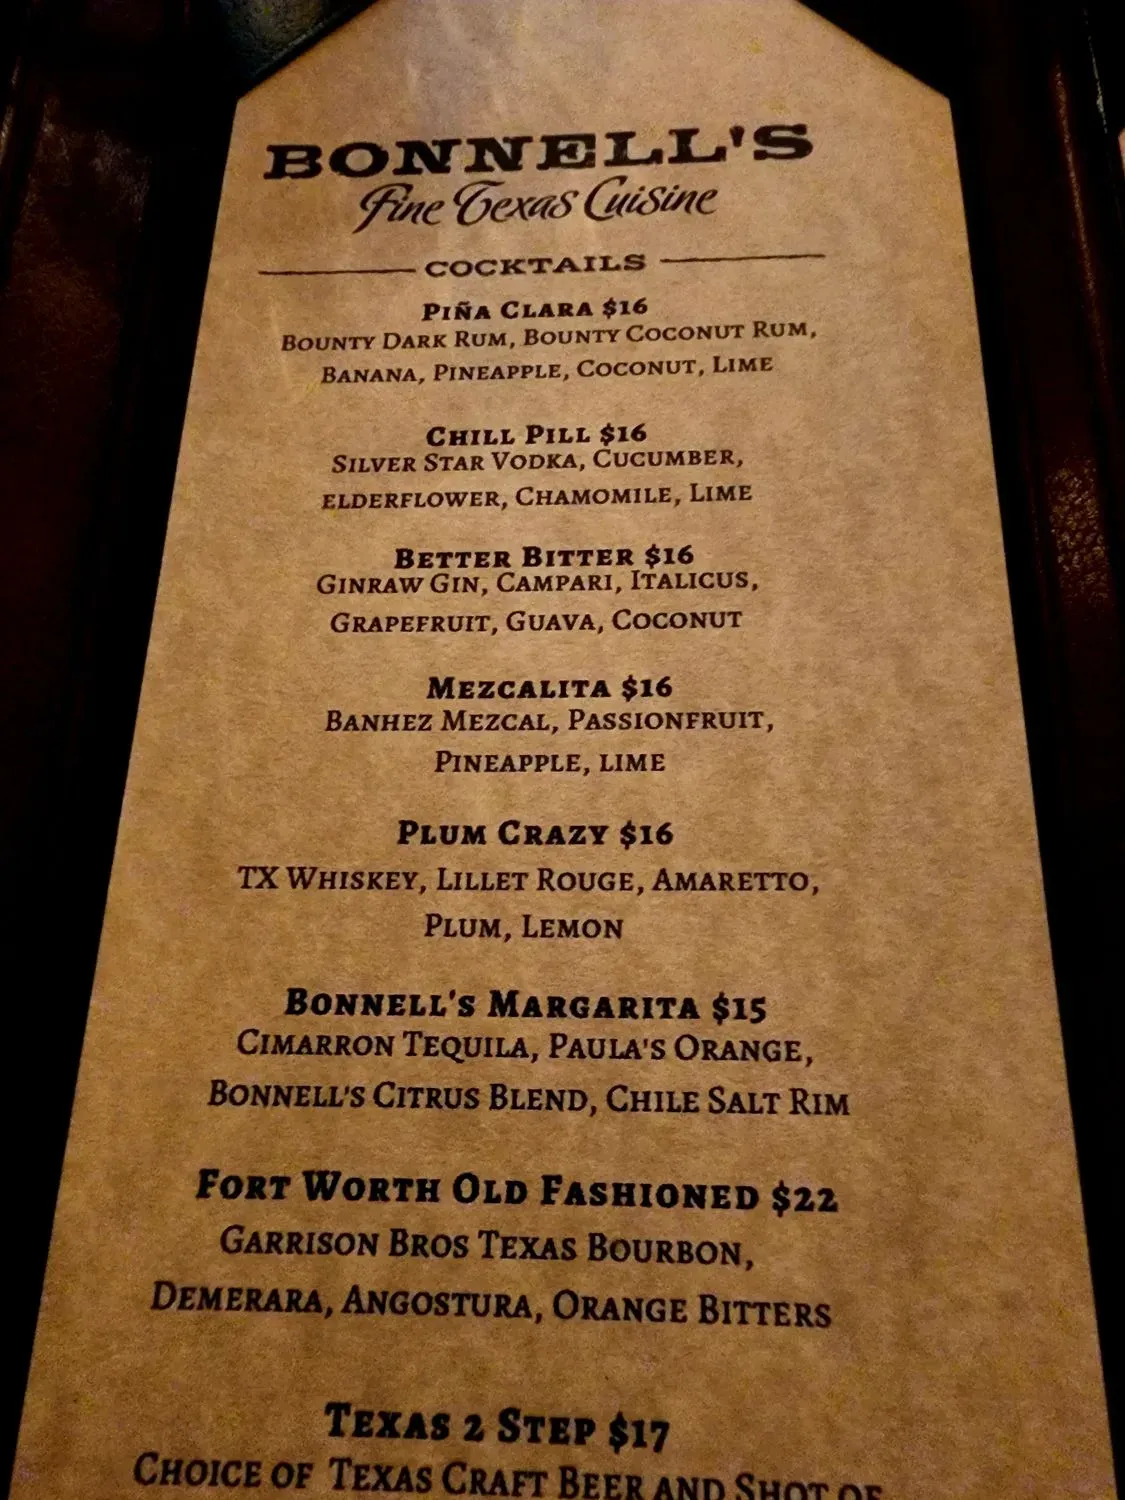 BONNELL'S
Fine Texas Cuisine
COCKTAILS
PIÑA CLARA $16
BOUNTY DARK RUM, BOUNTY COCONUT RUM,
BANANA, PINEAPPLE, COCONUT, LIME
CHILL PILL $16
SILVER STAR VODKA, CUCUMBER,
ELDERFLOWER, CHAMOMILE, LIME
BETTER BITTER $16
GINRAW GIN, CAMPARI, ITALICUS,
GRAPEFRUIT, GUAVA, COCONUT
MEZCALITA $16
BANHEZ MEZCAL, PASSIONFRUIT,
PINEAPPLE, LIME
PLUM CRAZY $16
TX WHISKEY, LILLET ROUGE, AMARETTO,
PLUM, LEMON
BONNELL'S MARGARITA $15
CIMARRON TEQUILA, PAULA'S ORANGE,
BONNELL'S CITRUS BLEND, CHILE SALT RIM
FORT WORTH OLD FASHIONED $22
GARRISON BROS TEXAS BOURBON,
DEMERARA, ANGOSTURA, ORANGE BITTERS
TEXAS 2 STEP $17
CHOICE OF TEXAS CRAFT BEER AND SHOT OF